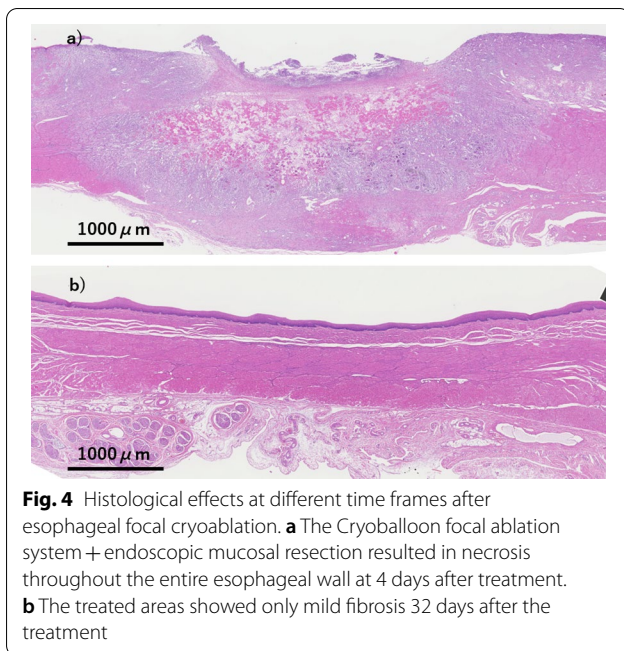 a)
1000 μm
b)
1000 μm
Fig. 4 Histological effects at different time frames after
esophageal focal cryoablation. a The Cryoballoon focal ablation
system + endoscopic mucosal resection resulted in necrosis
throughout the entire esophageal wall at 4 days after treatment.
b The treated areas showed only mild fibrosis 32 days after the
treatment